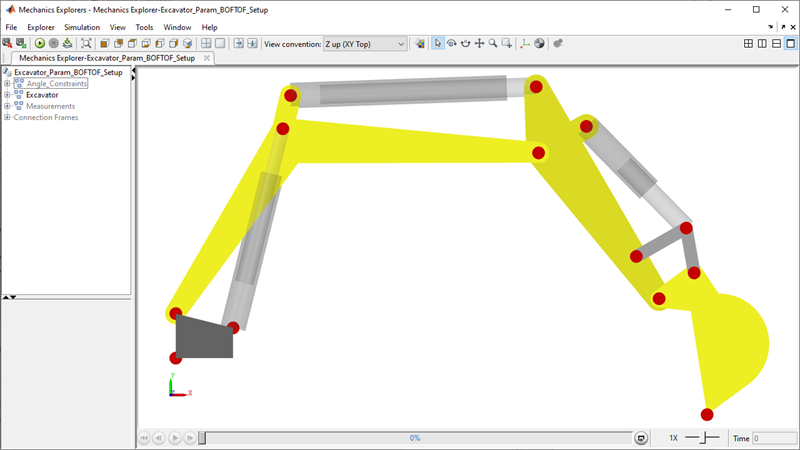 Mechanics Explorers - Mechanics Explorer-Excavator_Param_BOFTOF_Setup
File Explorer Simulation View Tools Window Help
View convention: Z up (XY Top)
Mechanics Explorer-Excavator_Param_BOFTOF_Setup
Excavator_Param_BOFTOF_Setup
Angle_Constraints
Excavator
Measurements
Connection Frames
Y
X
0%
1X
Time 0